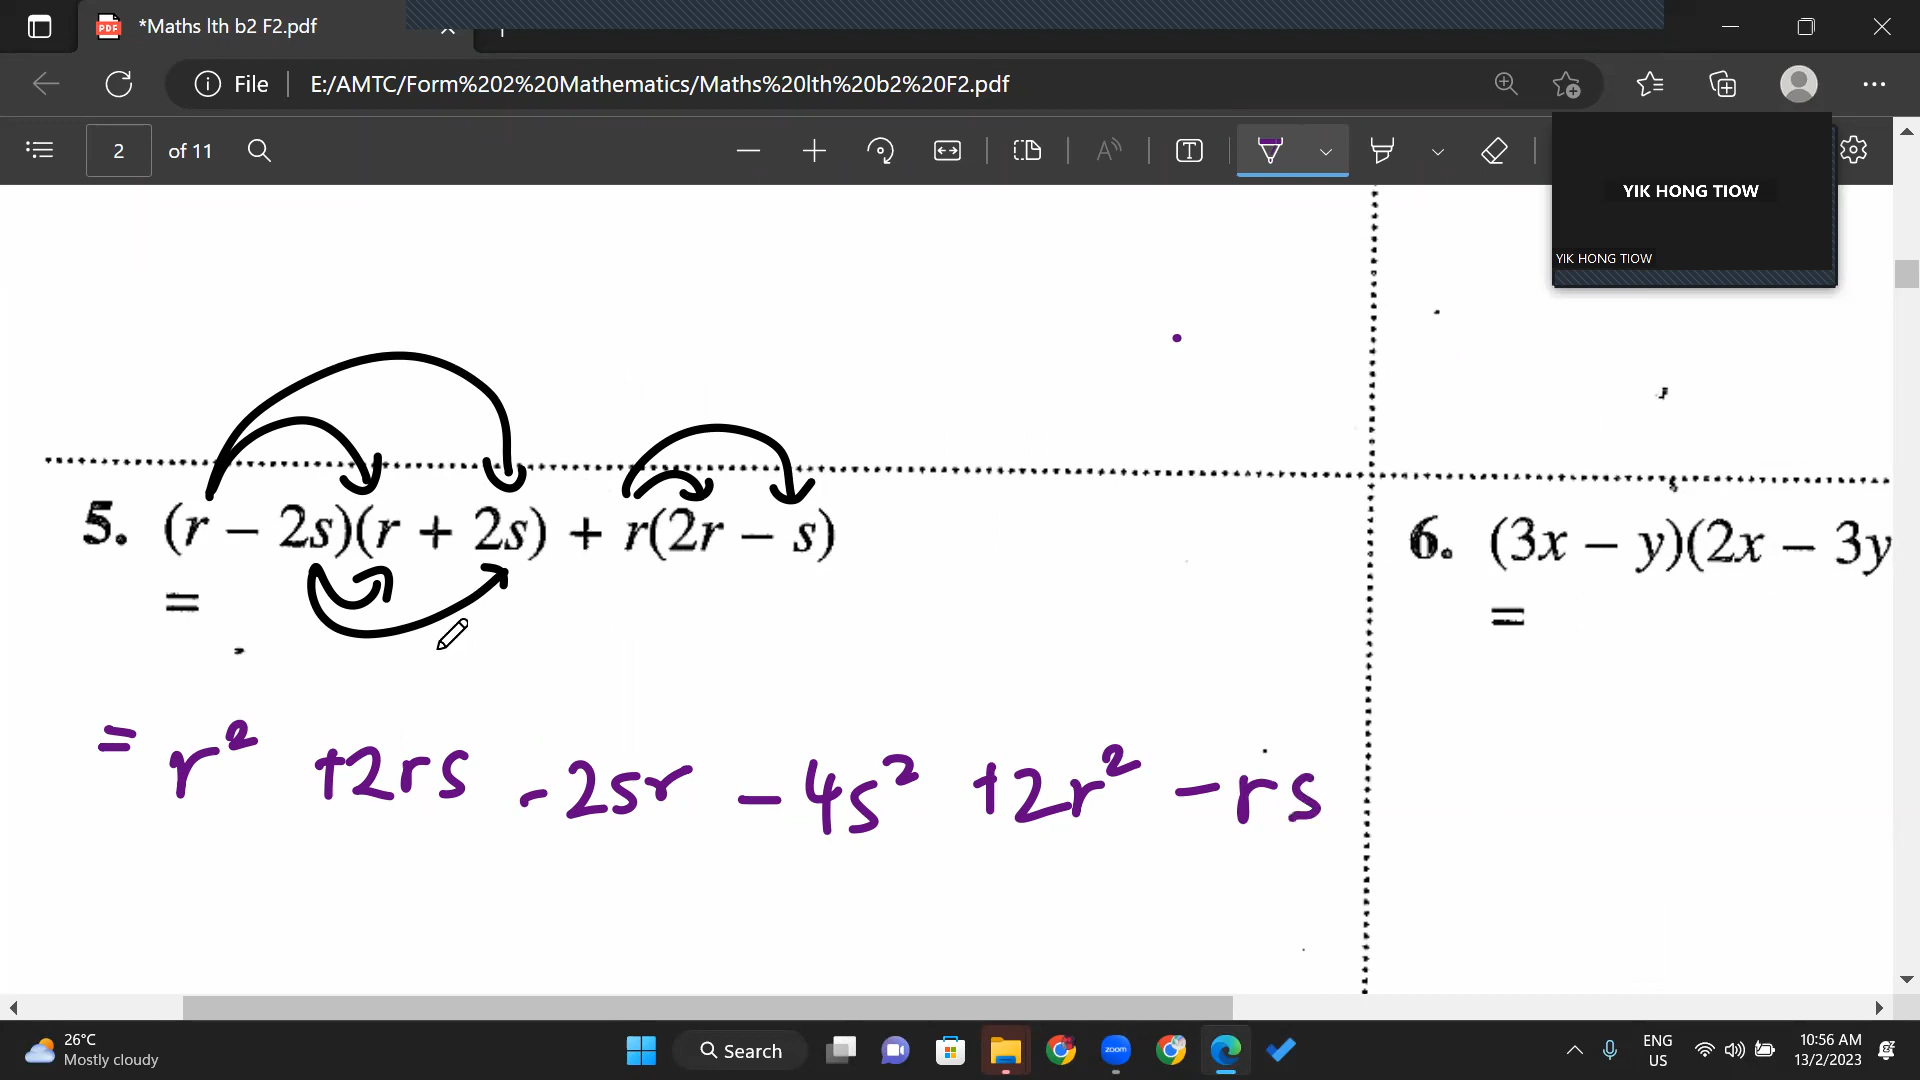 *Maths lth b2 F2.pdf
File
E:/AMTC/Form%202%20Mathematics/Maths%20lth%20b2%20F2.pdf
2 of 11
YIK HONG TIOW
YIK HONG TIOW
5. (r – 2s)(r + 2s) + r(2r – s)
=
6. (3x – y)(2x – 3y
=
= r² +2rs -2sr - 4s² +2r² - rs
26°C
Mostly cloudy
Search
zoom
ENG
US
10:56 AM
13/2/2023